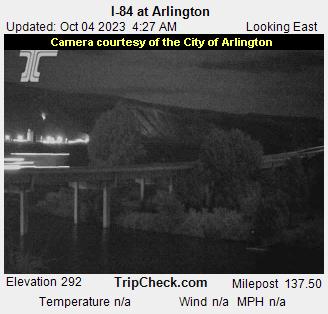 I-84 at Arlington
Updated: Oct 04 2023 4:27 AM Looking East
Camera courtesy of the City of Arlington
Elevation 292 TripCheck.com Milepost 137.50
Temperature n/a Wind n/a MPH n/a